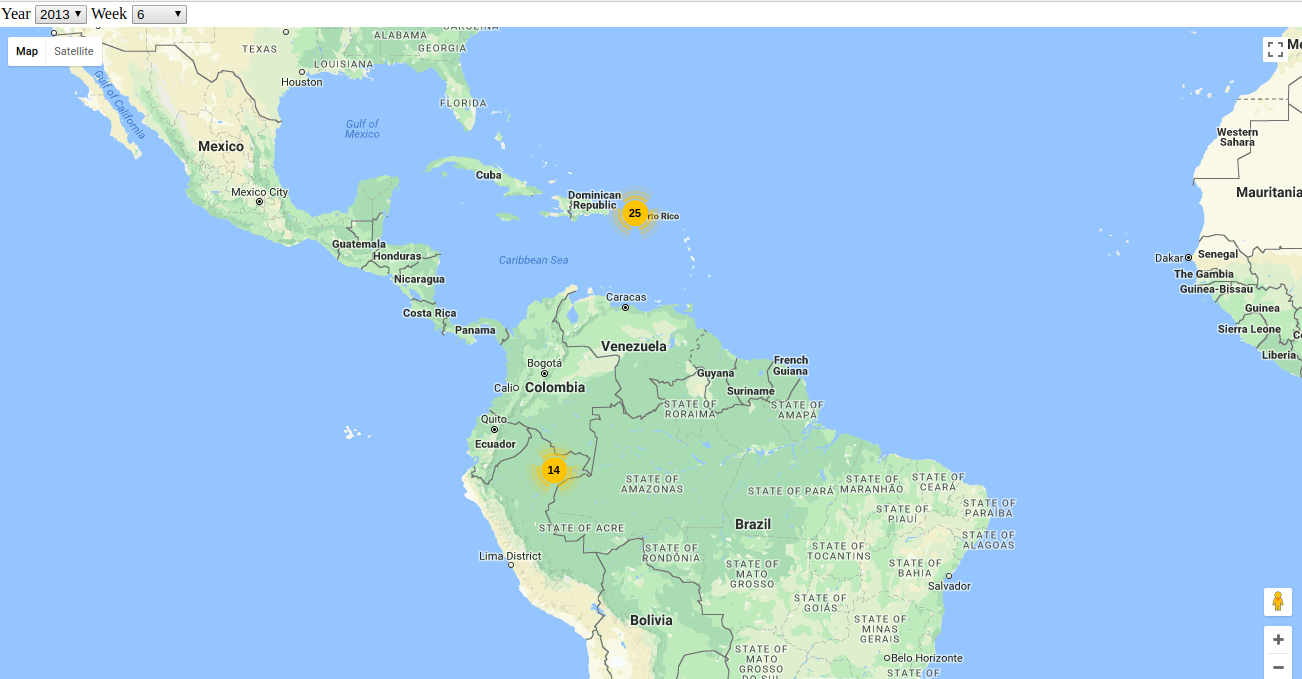 Year 2013 Week 6
Map Satellite
TEXAS
ALABAMA
GEORGIA
LOUISIANA
Houston
Gulf of California
FLORIDA
Gulf of
Mexico
Mexico
Western
Sahara
Cuba
Mexico City
Dominican
Republic
Mauritania
25
rto Rico
Guatemala
Honduras
Caribbean Sea
Dakar
Senegal
The Gambia
Nicaragua
Guinea-Bissau
Caracas
Costa Rica
Guinea
Panama
Sierra Leone
Venezuela
Liberia
Bogotá
French
Guiana
Guyana
Cali
Colombia
Suriname
STATE OF
RORAIMA
STATE OF
AMAPÁ
Quito
Ecuador
14
STATE OF
AMAZONAS
STATE OF PARÁ
STATE OF
MARANHÃO
STATE OF
CEARÁ
STATE OF
PIAUÍ
STATE OF
PARAÍBA
STATE OF ACRE
Brazil
STATE OF
ALAGOAS
Lima District
STATE OF
RONDÔNIA
STATE OF
TOCANTINS
STATE OF
BAHIA
STATE OF
MATO
GROSSO
Salvador
STATE OF
GOIÁS
Bolivia
STATE OF
MINAS
GERAIS
STATE OF
MATO
GROSSO
DO SUL
Belo Horizonte
STATE OF